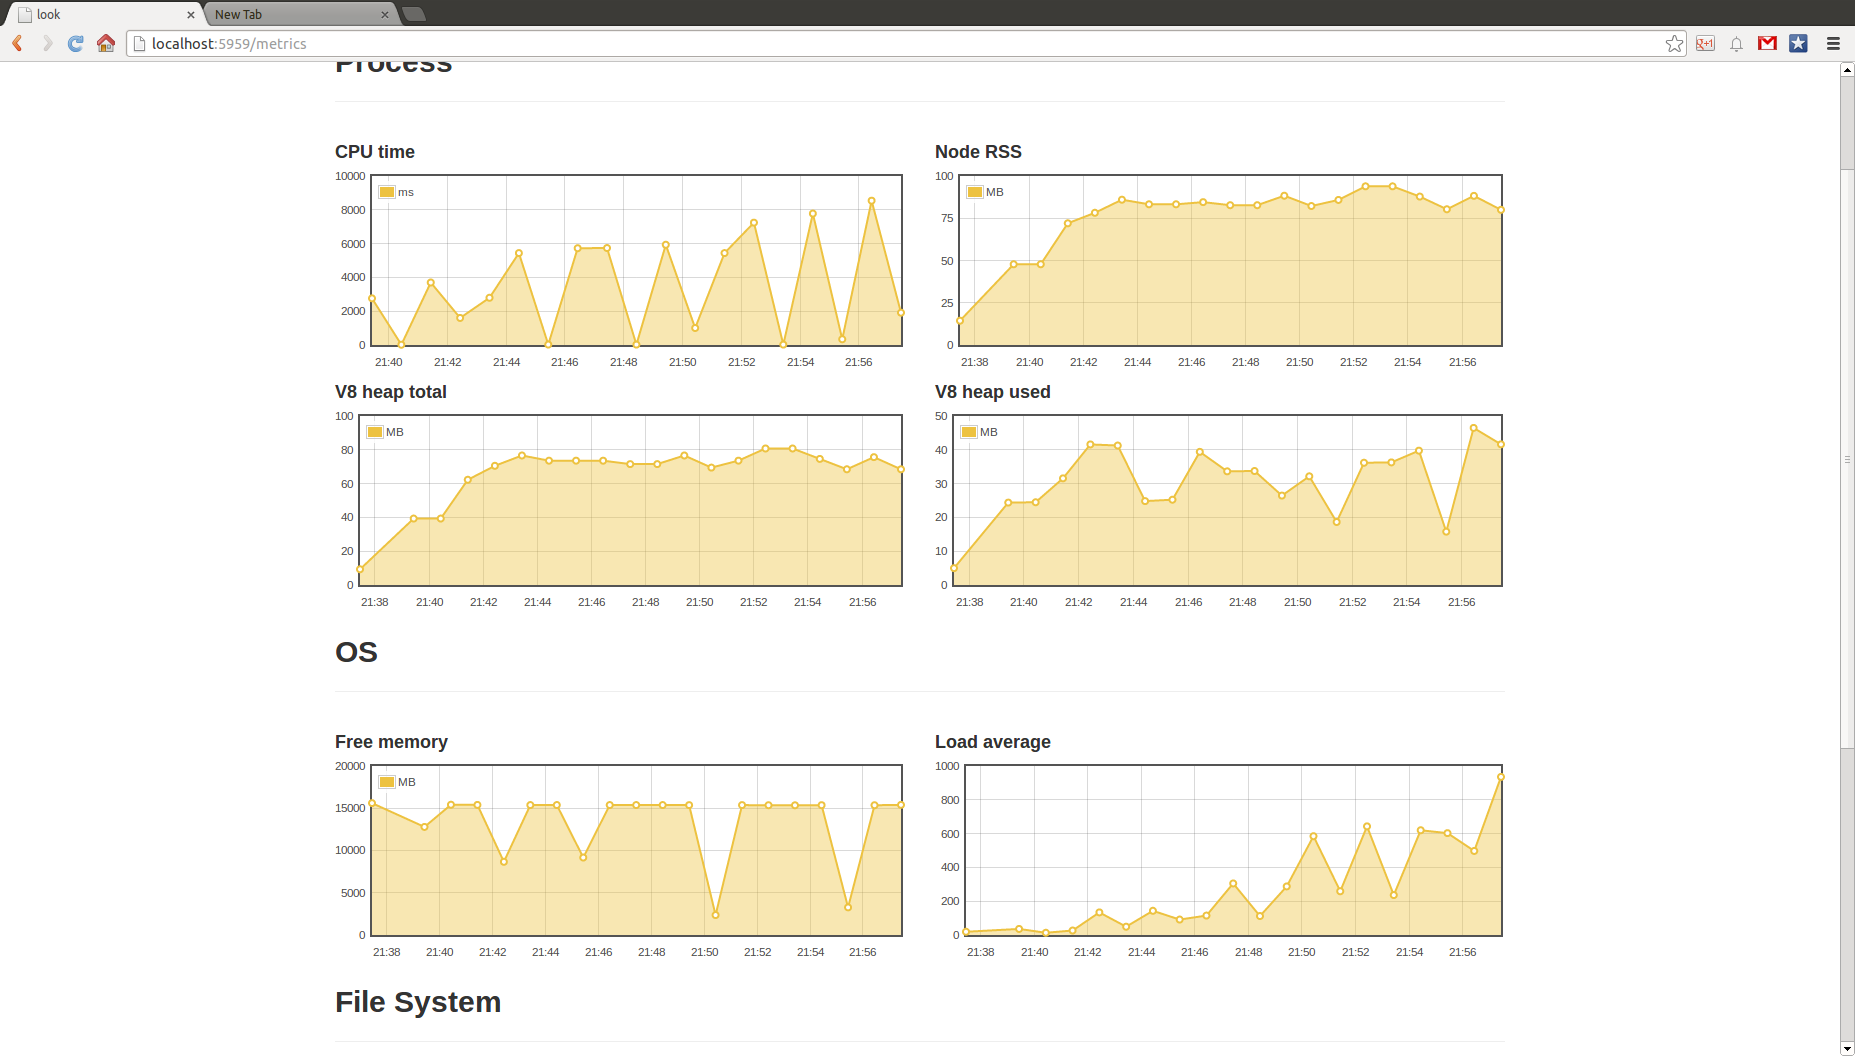 look
New Tab
localhost:5959/metrics
Process
CPU time
10000
8000
6000
4000
2000
0
ms
21:40 21:42 21:44 21:46 21:48 21:50 21:52 21:54 21:56
Node RSS
100
75
50
25
0
MB
21:38 21:40 21:42 21:44 21:46 21:48 21:50 21:52 21:54 21:56
V8 heap total
100
80
60
40
20
0
MB
21:38 21:40 21:42 21:44 21:46 21:48 21:50 21:52 21:54 21:56
V8 heap used
50
40
30
20
10
0
MB
21:38 21:40 21:42 21:44 21:46 21:48 21:50 21:52 21:54 21:56
OS
Free memory
20000
15000
10000
5000
0
MB
21:38 21:40 21:42 21:44 21:46 21:48 21:50 21:52 21:54 21:56
Load average
1000
800
600
400
200
0
21:38 21:40 21:42 21:44 21:46 21:48 21:50 21:52 21:54 21:56
File System